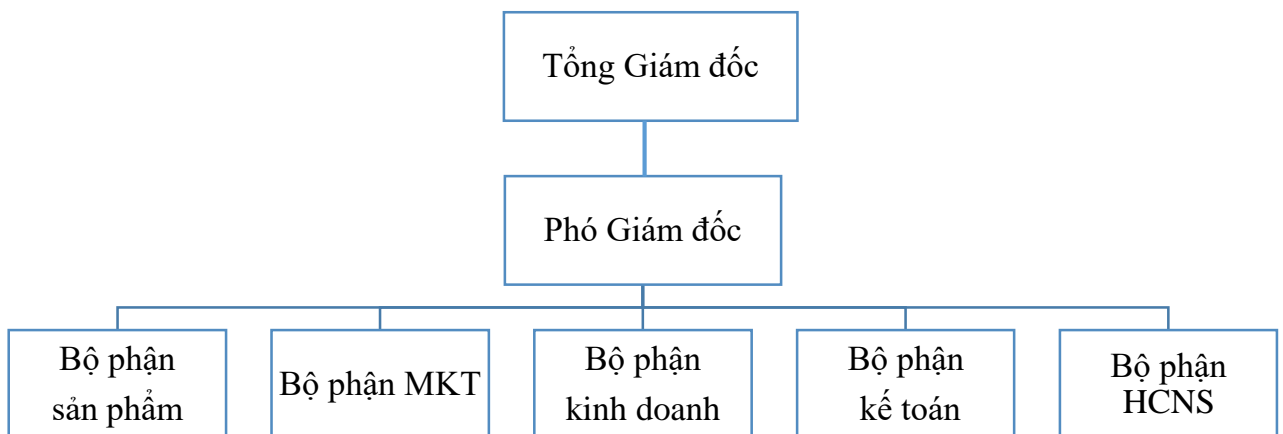 Tổng Giám đốc
Phó Giám đốc
Bộ phận
sản phẩm
Bộ phận MKT
Bộ phận
kinh doanh
Bộ phận
kế toán
Bộ phận
HCNS